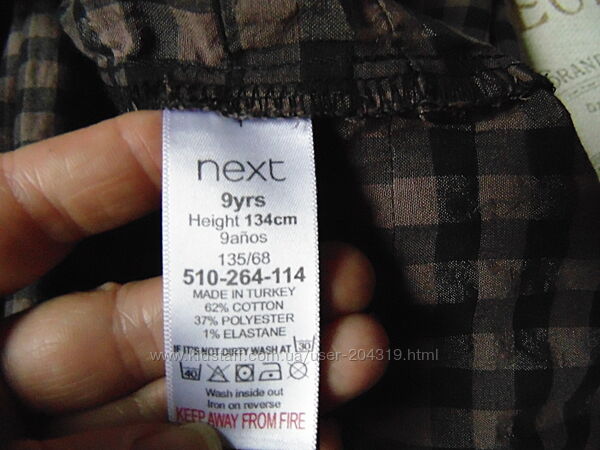 next
9yrs
Height 134cm
9años
135/68
510-264-114
MADE IN TURKEY
62% COTTON
37% POLYESTER
1% ELASTANE
IF IT'S NOT DIRTY WASH AT 30
40
Wash inside out
Iron on reverse
KEEP AWAY FROM FIRE
GRAND